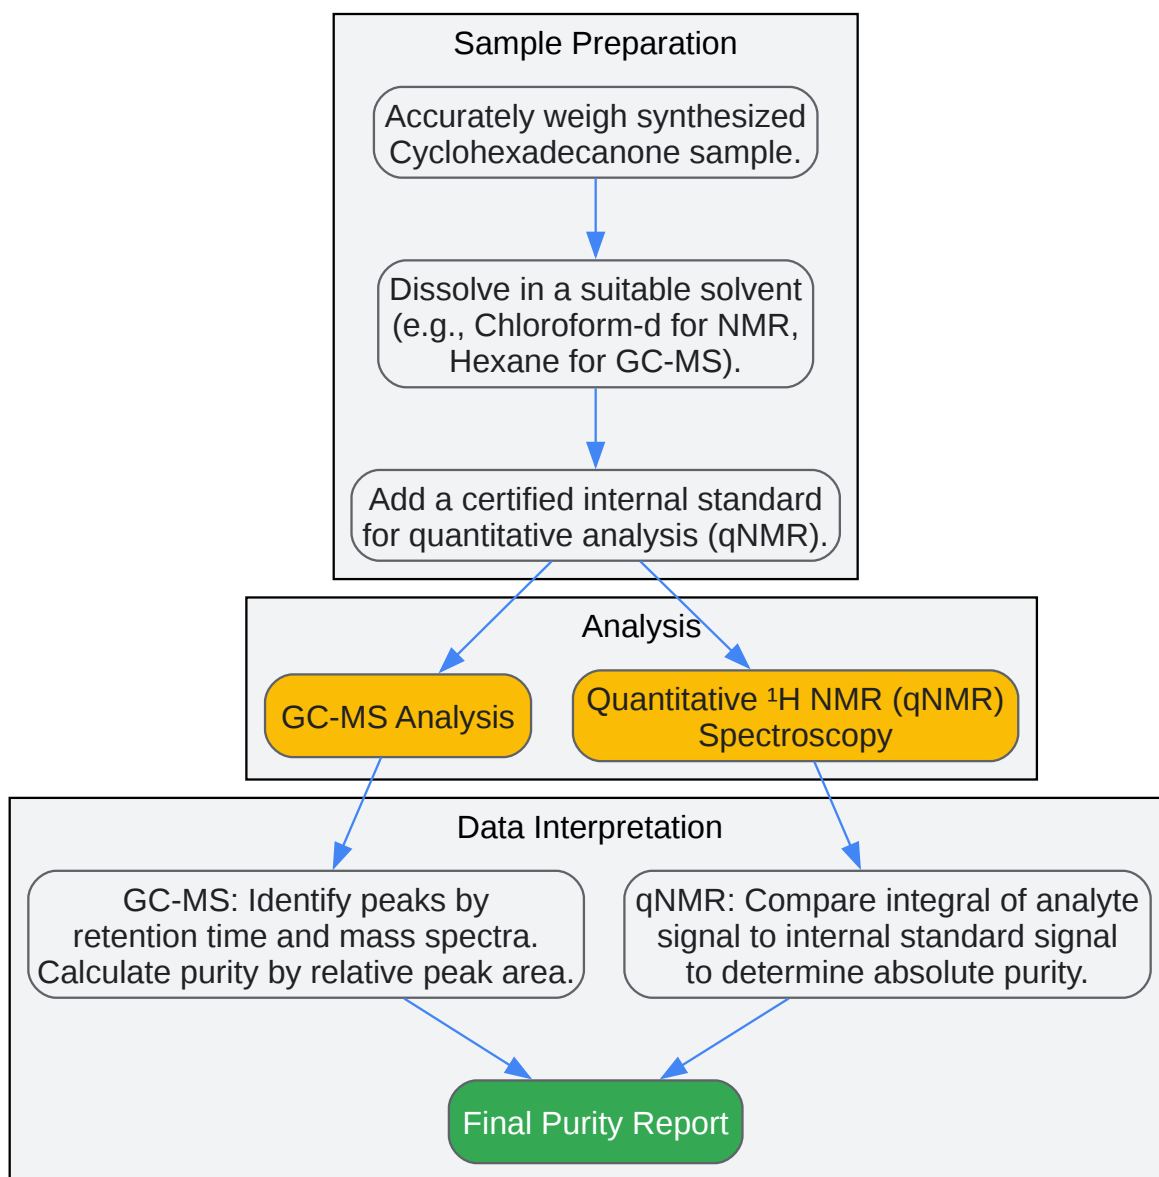 Sample Preparation
Accurately weigh synthesized
Cyclohexadecanone sample.
Dissolve in a suitable solvent
(e.g., Chloroform-d for NMR,
Hexane for GC-MS).
Add a certified internal standard
for quantitative analysis (qNMR).
Analysis
GC-MS Analysis
Quantitative ¹H NMR (qNMR)
Spectroscopy
Data Interpretation
GC-MS: Identify peaks by
retention time and mass spectra.
Calculate purity by relative peak area.
qNMR: Compare integral of analyte
signal to internal standard signal
to determine absolute purity.
Final Purity Report